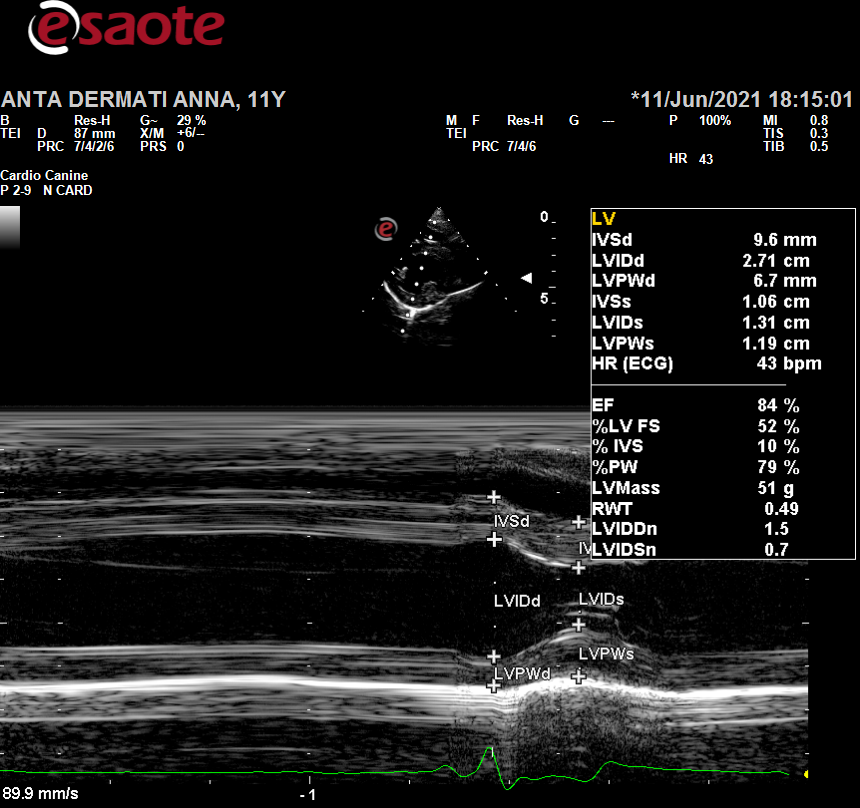 esaote
ANTA DERMATI ANNA, 11Y *11/Jun/2021 18:15:01
B Res-H G~ 29 % M F Res-H G --- P 100% MI 0.8
TEI D 87 mm X/M +6/-- TEI TIS 0.3
PRC 7/4/2/6 PRS 0 PRC 7/4/6 TIB 0.5
HR 43
Cardio Canine
P 2-9 N CARD
e
0
5
LV
IVSd 9.6 mm
LVIDd 2.71 cm
LVPWd 6.7 mm
IVSs 1.06 cm
LVIDs 1.31 cm
LVPWs 1.19 cm
HR (ECG) 43 bpm
EF 84 %
%LV FS 52 %
% IVS 10 %
%PW 79 %
LVMass 51 g
RWT 0.49
LVIDDn 1.5
LVIDSn 0.7
IVSd
IV
LVIDd LVIDs
LVPWs
LVPWd
89.9 mm/s -1